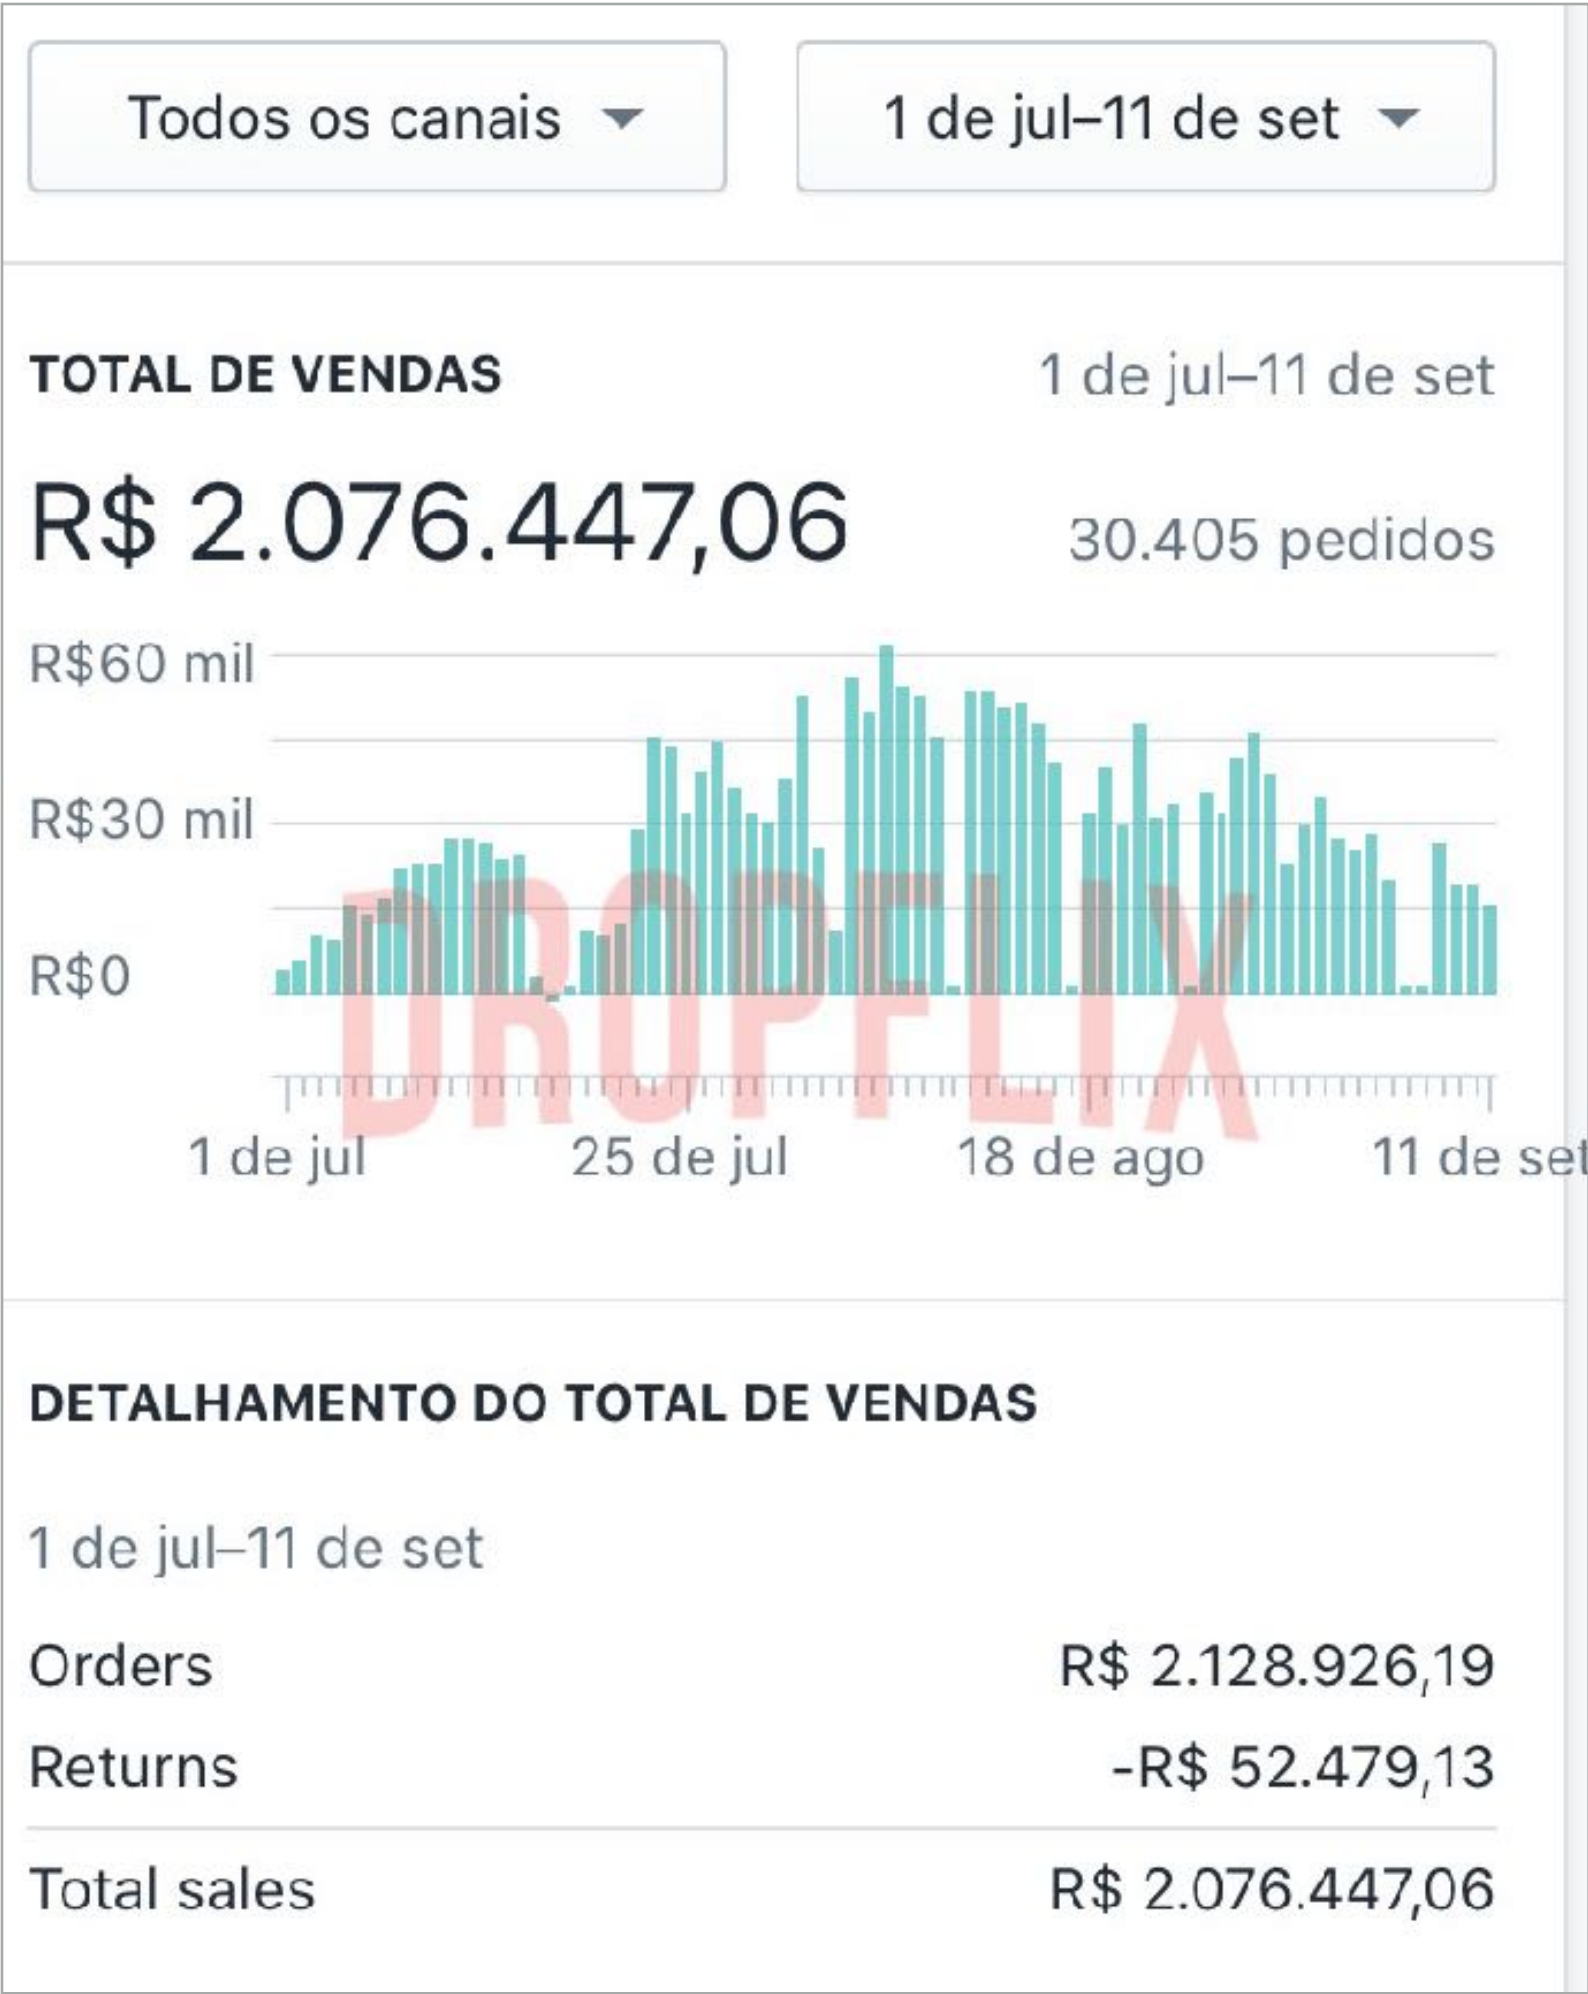 Todos os canais 1 de jul–11 de set
TOTAL DE VENDAS 1 de jul–11 de set
R$ 2.076.447,06 30.405 pedidos
R$60 mil
R$30 mil
R$0
DROPFLIX
1 de jul 25 de jul 18 de ago 11 de set
DETALHAMENTO DO TOTAL DE VENDAS
1 de jul–11 de set
Orders R$ 2.128.926,19
Returns -R$ 52.479,13
Total sales R$ 2.076.447,06